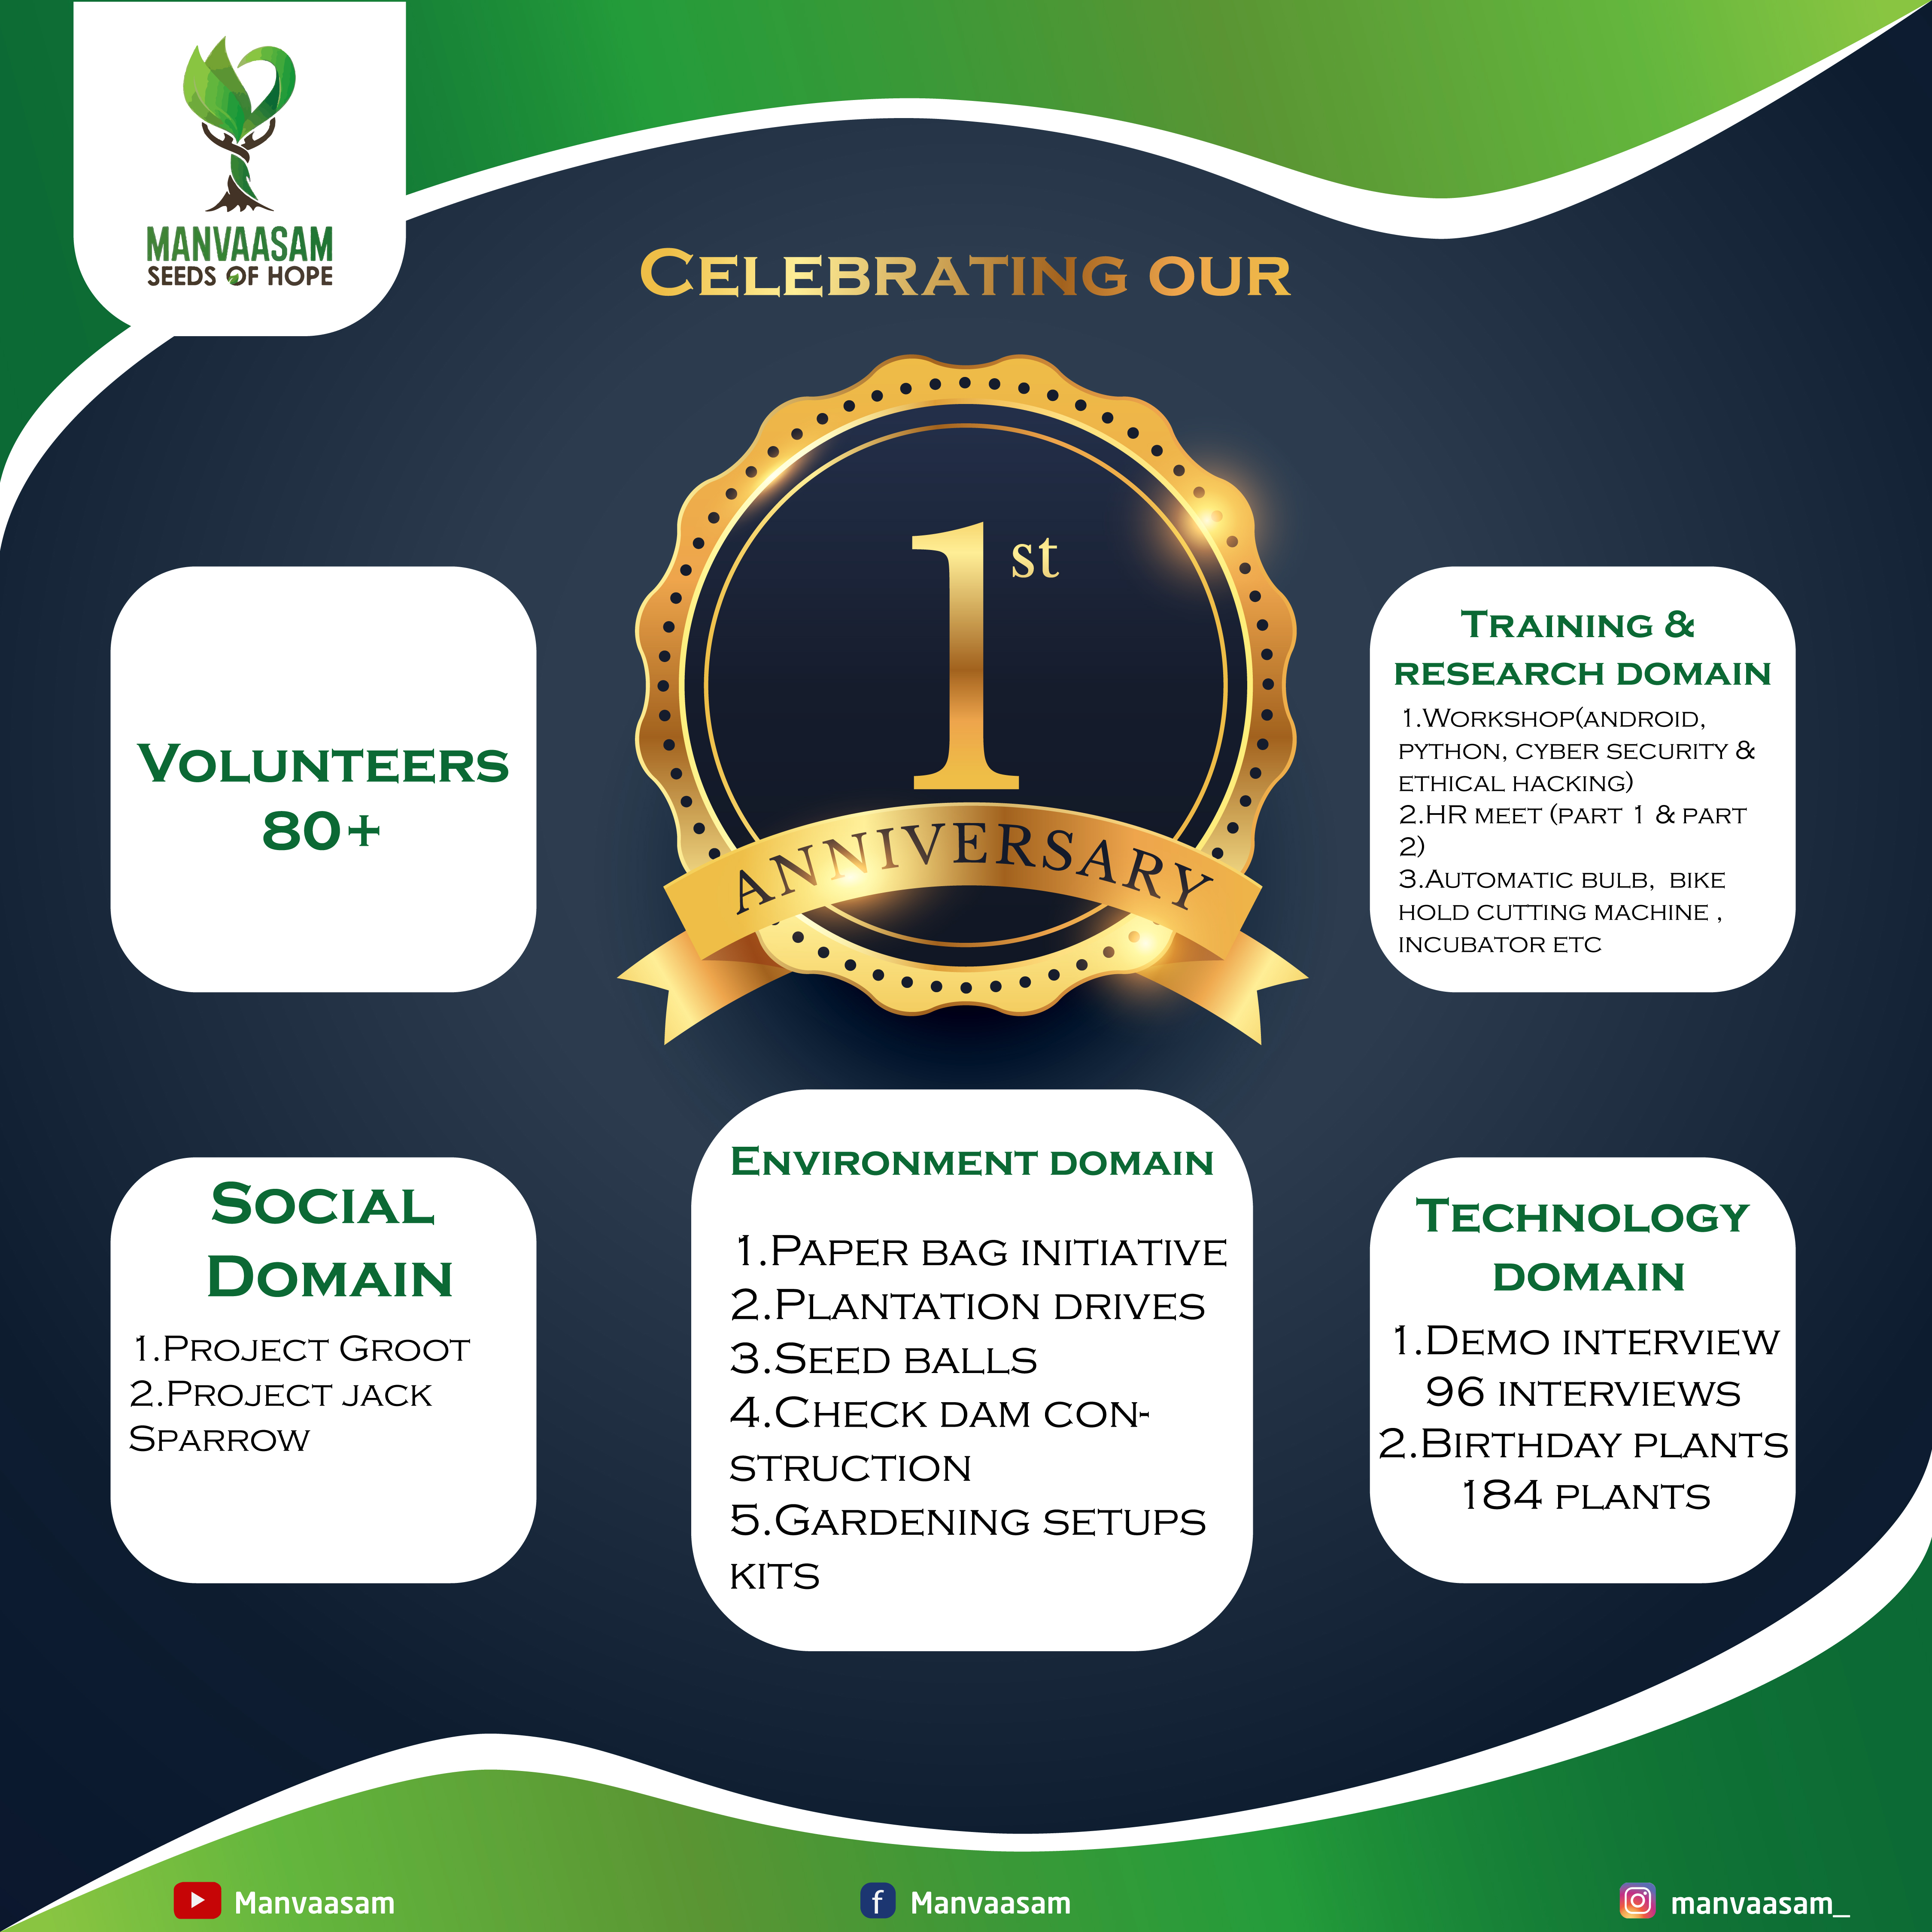 MANVAASAM
SEEDS OF HOPE
CELEBRATING OUR
1st
ANNIVERSARY
VOLUNTEERS
80+
TRAINING &
RESEARCH DOMAIN
1.WORKSHOP(ANDROID,
PYTHON, CYBER SECURITY &
ETHICAL HACKING)
2.HR MEET (PART 1 & PART
2)
3.AUTOMATIC BULB, BIKE
HOLD CUTTING MACHINE ,
INCUBATOR ETC
SOCIAL
DOMAIN
1.PROJECT GROOT
2.PROJECT JACK
SPARROW
ENVIRONMENT DOMAIN
1.PAPER BAG INITIATIVE
2.PLANTATION DRIVES
3.SEED BALLS
4.CHECK DAM CON-
STRUCTION
5.GARDENING SETUPS
KITS
TECHNOLOGY
DOMAIN
1.DEMO INTERVIEW
96 INTERVIEWS
2.BIRTHDAY PLANTS
184 PLANTS
Manvaasam
Manvaasam
manvaasam_